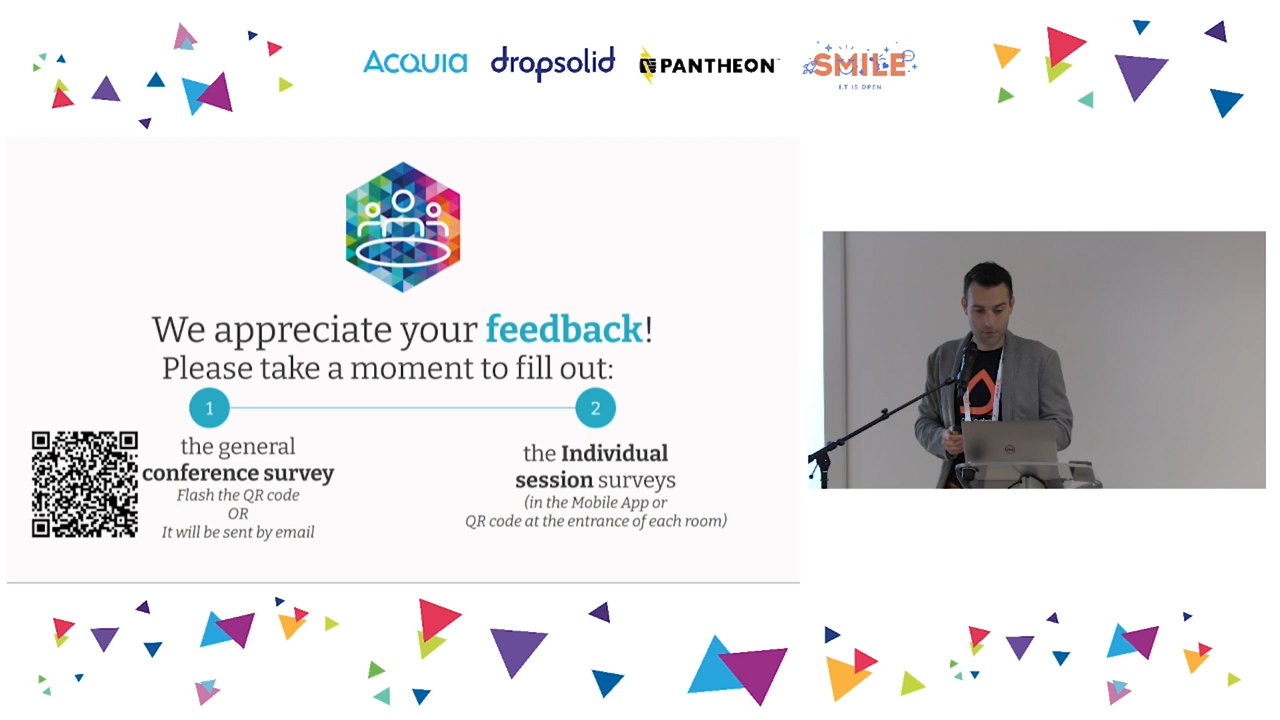 ACQUIA
dropsolid
PANTHEON
SMILE
I.T IS OPEN
We appreciate your feedback!
Please take a moment to fill out:
1
the general
conference survey
Flash the QR code
OR
It will be sent by email
2
the Individual
session surveys
(in the Mobile App or
QR code at the entrance of each room)
DELL